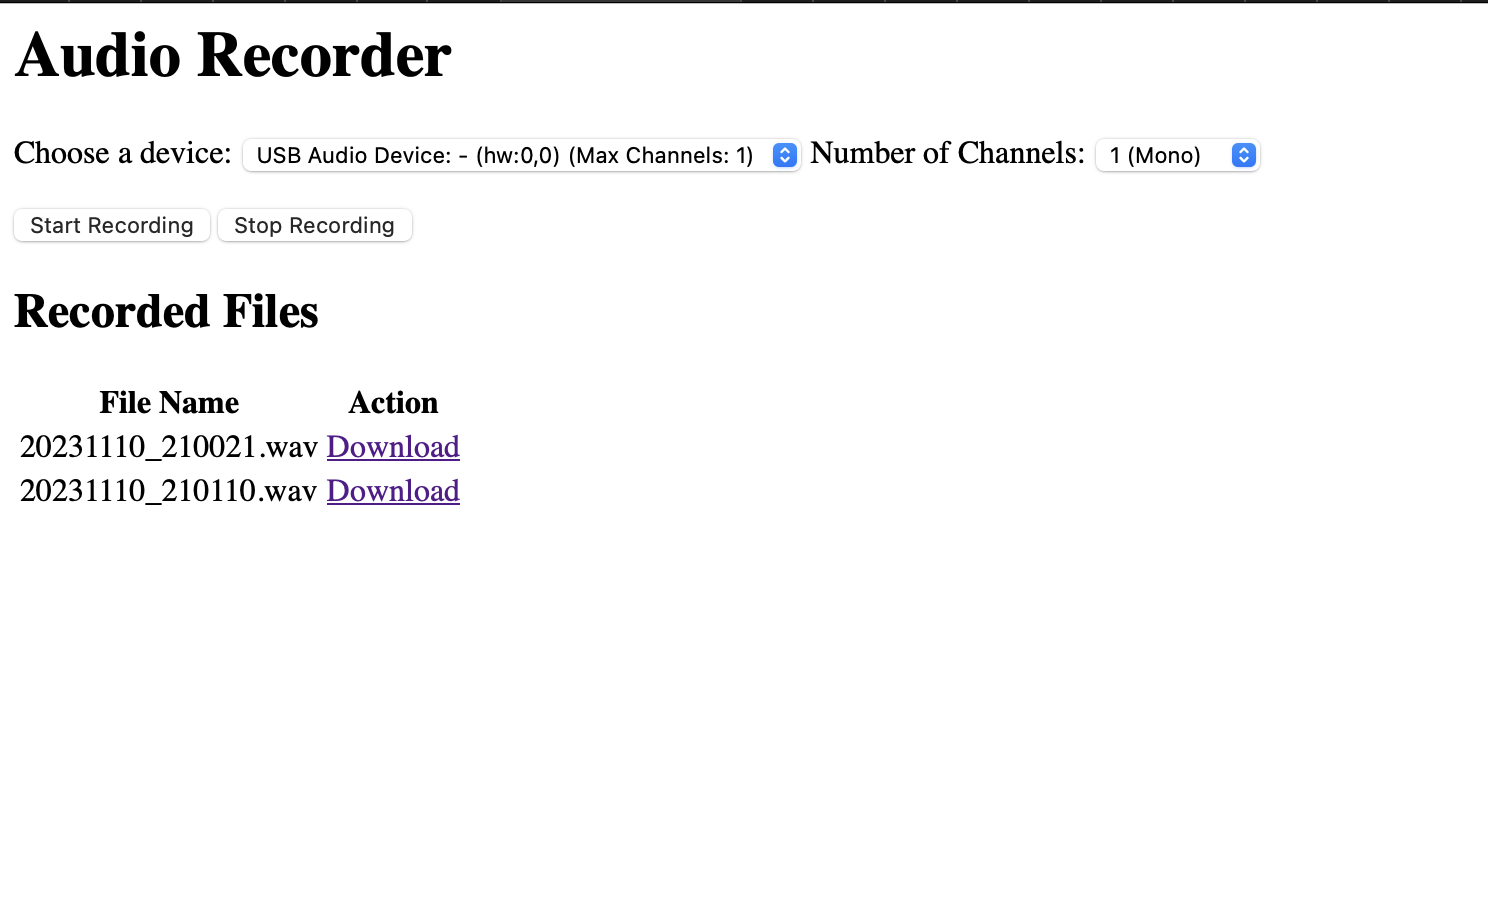 Audio Recorder
Choose a device: USB Audio Device: - (hw:0,0) (Max Channels: 1) Number of Channels: 1 (Mono)
Start Recording Stop Recording
Recorded Files
File Name Action
20231110_210021.wav Download
20231110_210110.wav Download